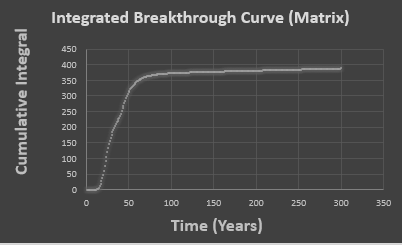 Integrated Breakthrough Curve (Matrix)
Cumulative Integral
450
400
350
300
250
200
150
100
50
0
0 50 100 150 200 250 300 350
Time (Years)